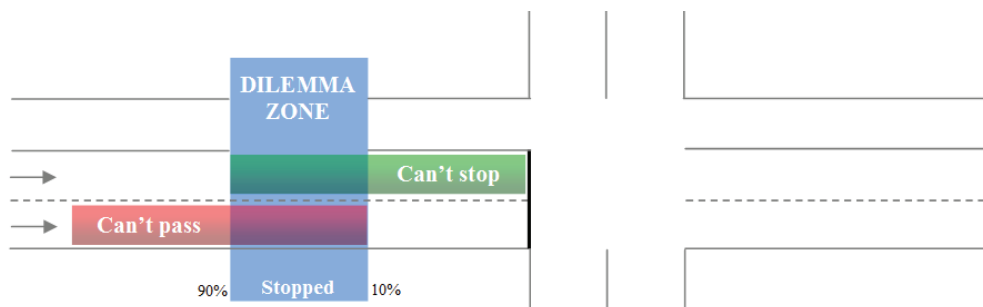 DILEMMA
ZONE
Can't stop
Can't pass
90% Stopped 10%